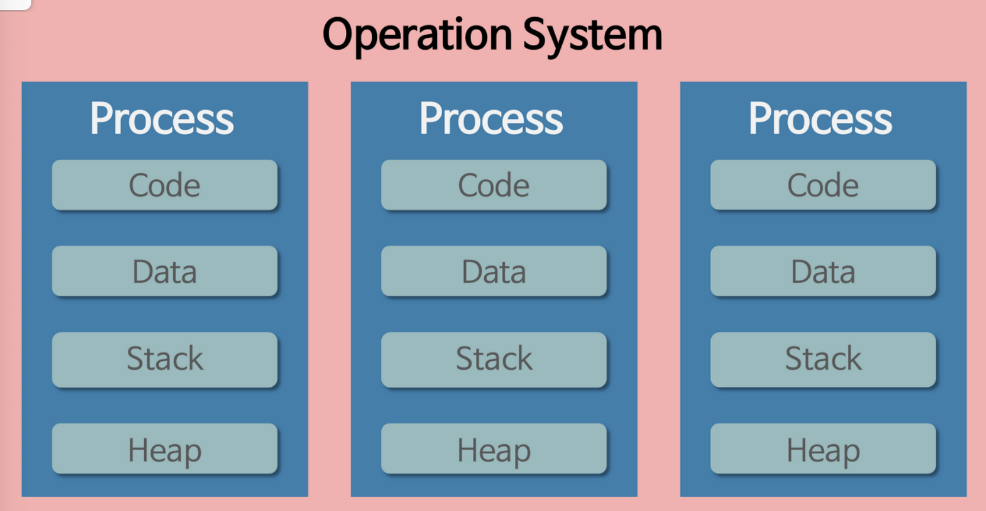 Operation System
Process
Code
Data
Stack
Heap
Process
Code
Data
Stack
Heap
Process
Code
Data
Stack
Heap